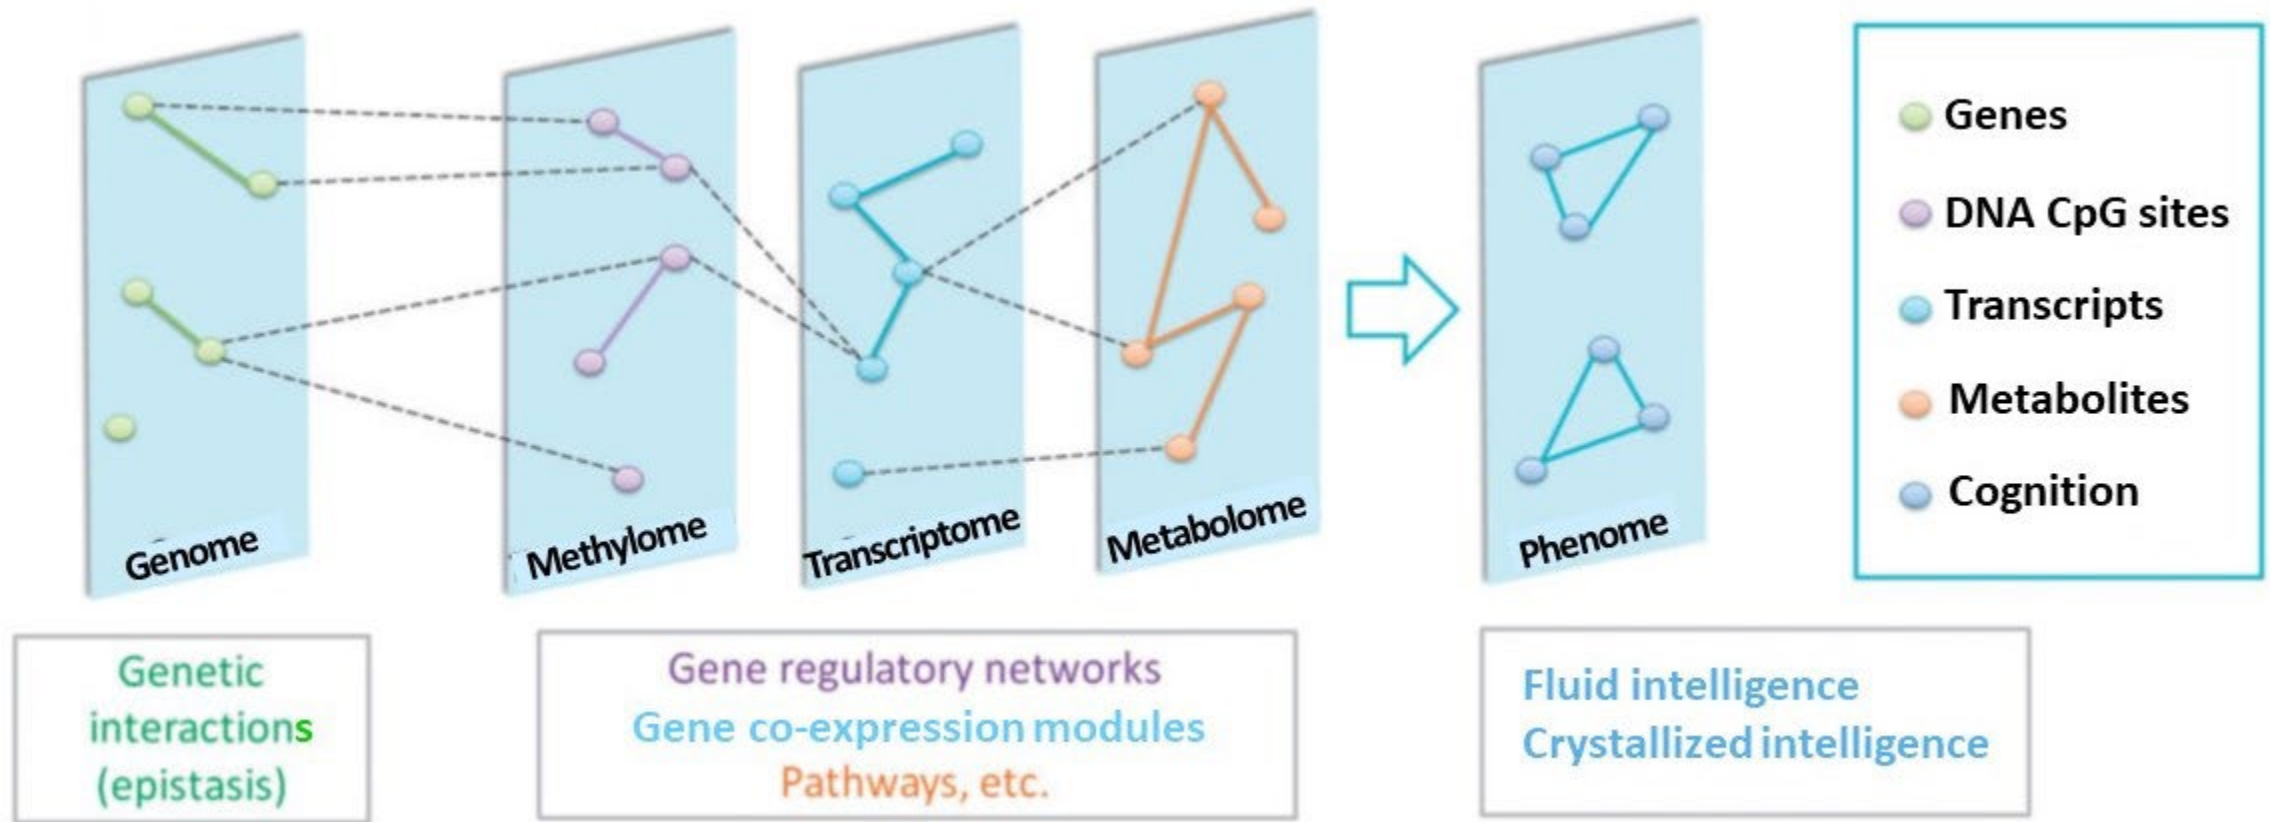 Genome
Methylome
Transcriptome
Metabolome
Phenome
Genes
DNA CpG sites
Transcripts
Metabolites
Cognition
Genetic
interactions
(epistasis)
Gene regulatory networks
Gene co-expression modules
Pathways, etc.
Fluid intelligence
Crystallized intelligence